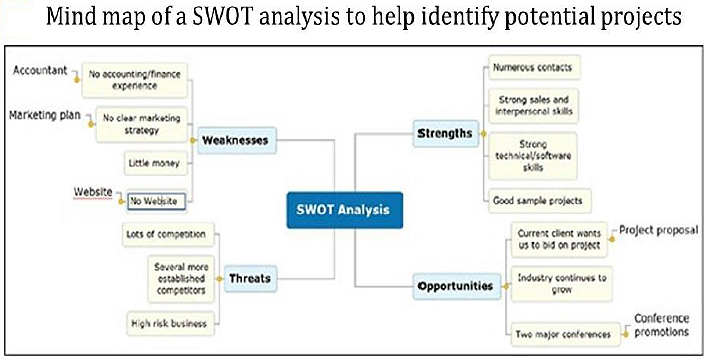 Mind map of a SWOT analysis to help identify potential projects
Accountant
No accounting/finance
experience
Marketing plan
No clear marketing
strategy
Weaknesses
Little money
Website
No Website
Lots of competition
Several more
established
competitors
Threats
High risk business
SWOT Analysis
Numerous contacts
Strong sales and
interpersonal skills
Strengths
Strong
technical/software
skills
Good sample projects
Current client wants
us to bid on project
Project proposal
Opportunities
Industry continues to
grow
Two major conferences
Conference
promotions